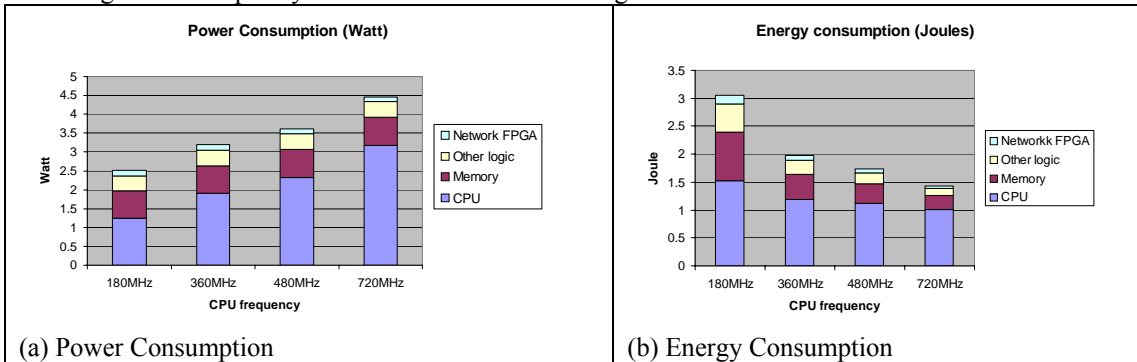 Power Consumption (Watt)
5
4.5
4
3.5
3
2.5
2
1.5
1
0.5
0
Watt
180MHz 360MHz 480MHz 720MHz
CPU frequency
Network FPGA
Other logic
Memory
CPU
(a) Power Consumption
Energy consumption (Joules)
3.5
3
2.5
2
1.5
1
0.5
0
Joule
180MHz 360MHz 480MHz 720MHz
CPU frequency
Networkk FPGA
Other logic
Memory
CPU
(b) Energy Consumption